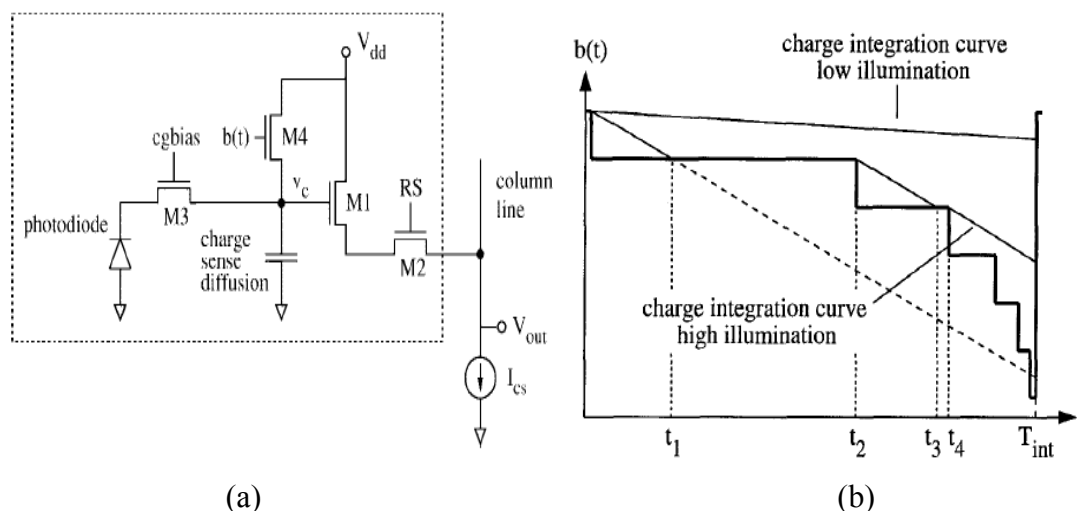 V_dd
cgbias
b(t)
M4
v_c
M1
RS
column
line
M3
photodiode
charge
sense
diffusion
M2
V_out
I_cs
(a)
b(t)
charge integration curve
low illumination
charge integration curve
high illumination
t_1
t_2
t_3
t_4
T_int
(b)